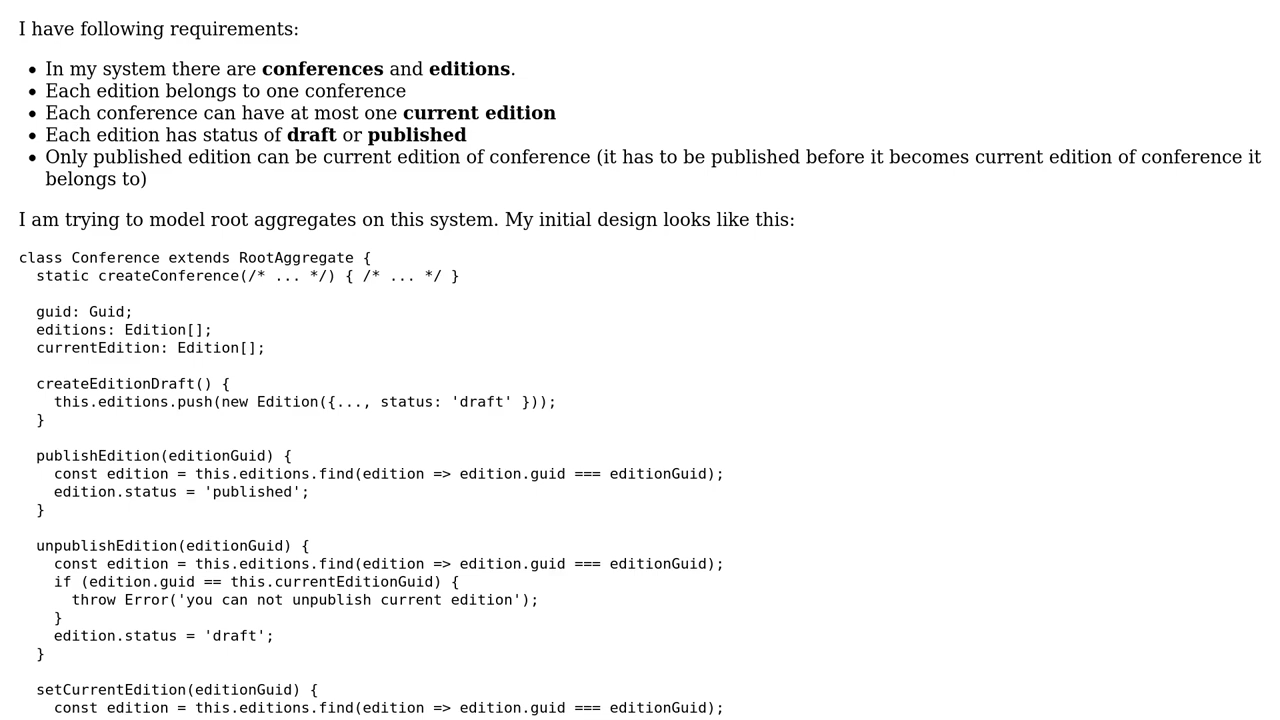 I have following requirements:
• In my system there are conferences and editions.
• Each edition belongs to one conference
• Each conference can have at most one current edition
• Each edition has status of draft or published
• Only published edition can be current edition of conference (it has to be published before it becomes current edition of conference it
belongs to)
I am trying to model root aggregates on this system. My initial design looks like this:
class Conference extends RootAggregate {
  static createConference(/* ... */) { /* ... */ }

  guid: Guid;
  editions: Edition[];
  currentEdition: Edition[];

  createEditionDraft() {
    this.editions.push(new Edition({..., status: 'draft' }));
  }

  publishEdition(editionGuid) {
    const edition = this.editions.find(edition => edition.guid === editionGuid);
    edition.status = 'published';
  }

  unpublishEdition(editionGuid) {
    const edition = this.editions.find(edition => edition.guid === editionGuid);
    if (edition.guid == this.currentEditionGuid) {
      throw Error('you can not unpublish current edition');
    }
    edition.status = 'draft';
  }

  setCurrentEdition(editionGuid) {
    const edition = this.editions.find(edition => edition.guid === editionGuid);